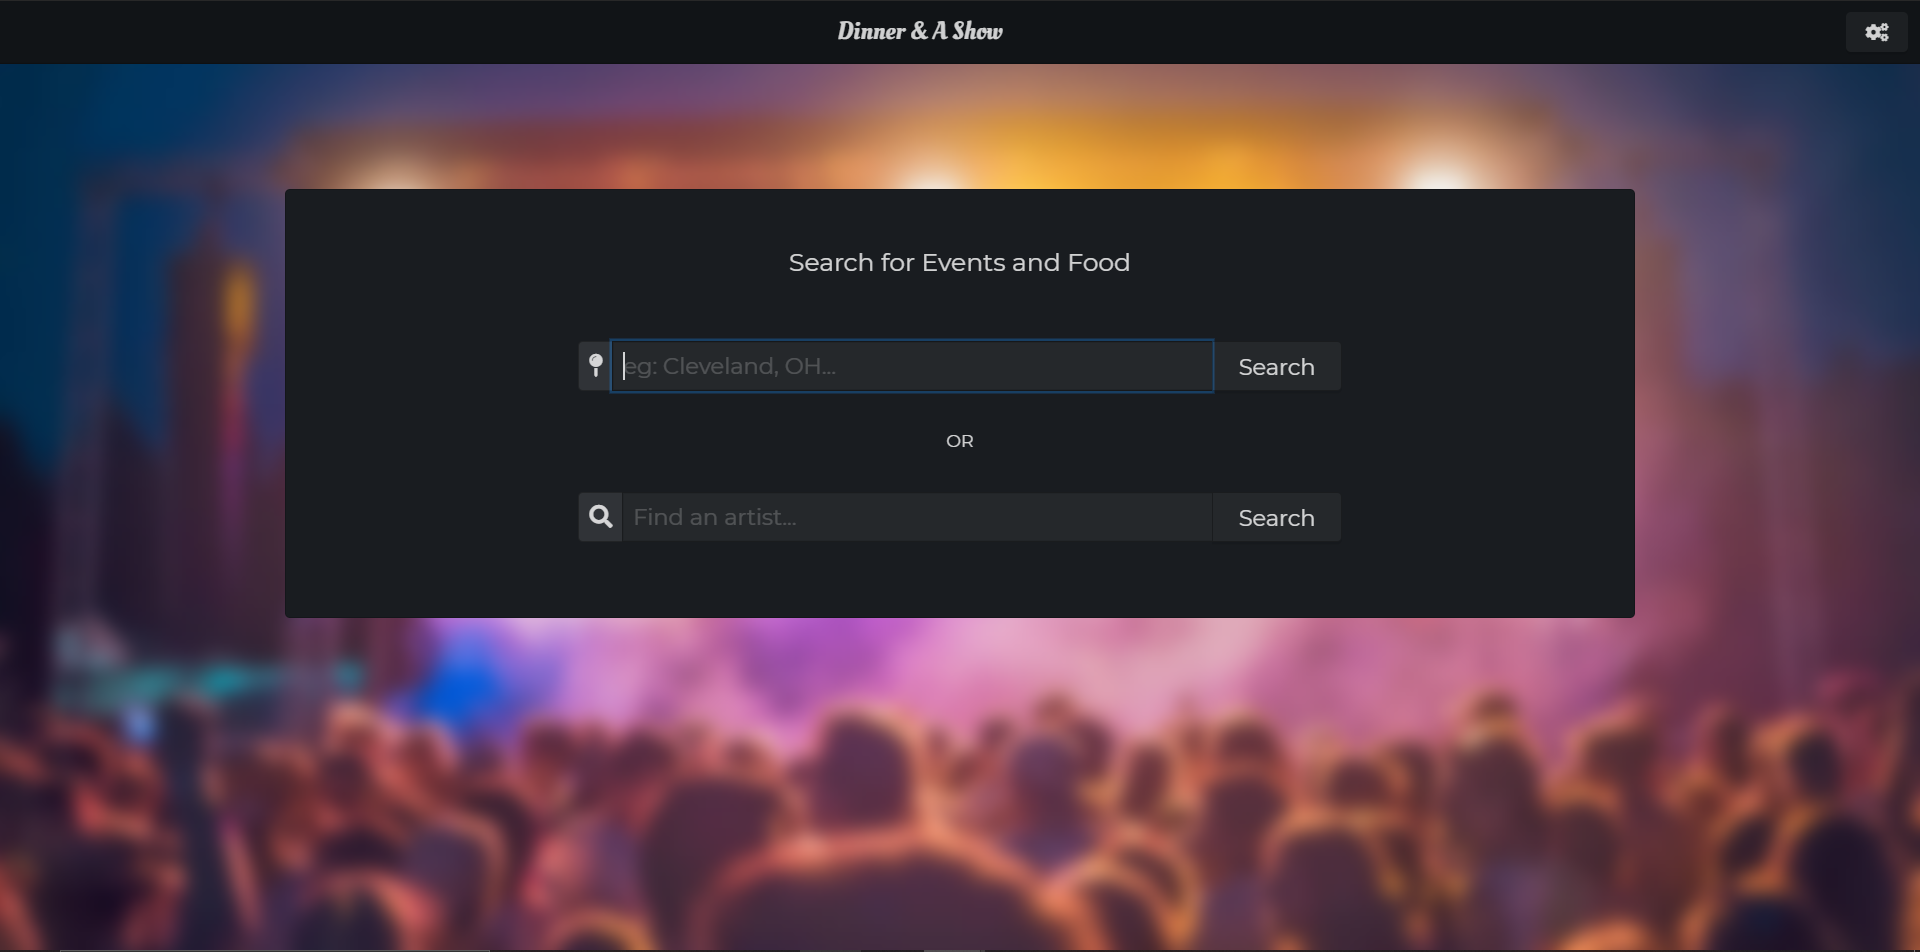 Dinner & A Show
Search for Events and Food
eg: Cleveland, OH...
Search
OR
Find an artist...
Search